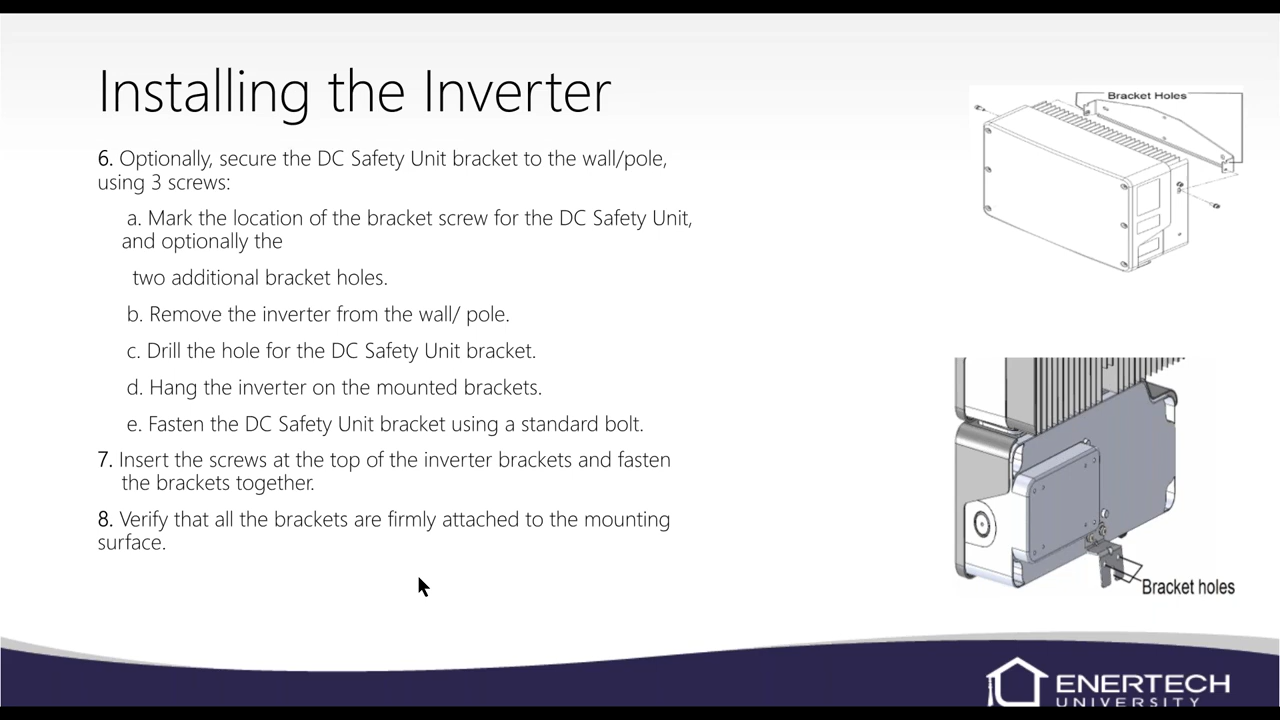 Installing the Inverter
6. Optionally, secure the DC Safety Unit bracket to the wall/pole,
using 3 screws:
a. Mark the location of the bracket screw for the DC Safety Unit,
and optionally the
two additional bracket holes.
b. Remove the inverter from the wall/ pole.
c. Drill the hole for the DC Safety Unit bracket.
d. Hang the inverter on the mounted brackets.
e. Fasten the DC Safety Unit bracket using a standard bolt.
7. Insert the screws at the top of the inverter brackets and fasten
the brackets together.
8. Verify that all the brackets are firmly attached to the mounting
surface.
Bracket Holes
Bracket holes
ENERTECH
UNIVERSITY